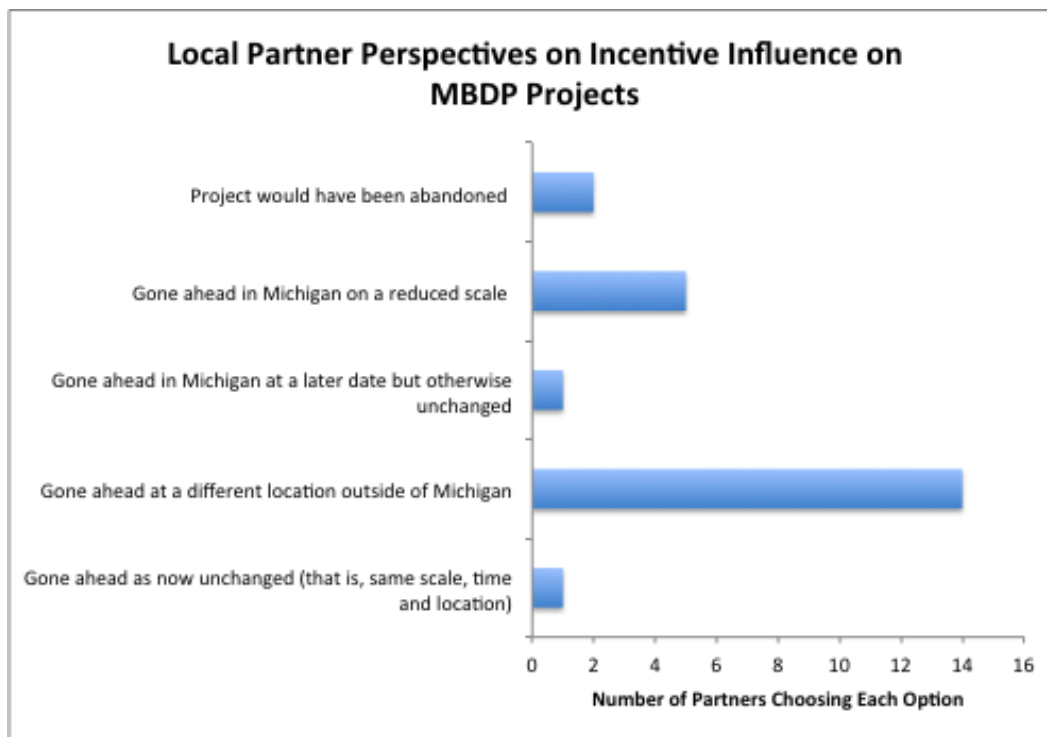 Local Partner Perspectives on Incentive Influence on
MBDP Projects
Project would have been abandoned
Gone ahead in Michigan on a reduced scale
Gone ahead in Michigan at a later date but otherwise
unchanged
Gone ahead at a different location outside of Michigan
Gone ahead as now unchanged (that is, same scale, time
and location)
0 2 4 6 8 10 12 14 16
Number of Partners Choosing Each Option